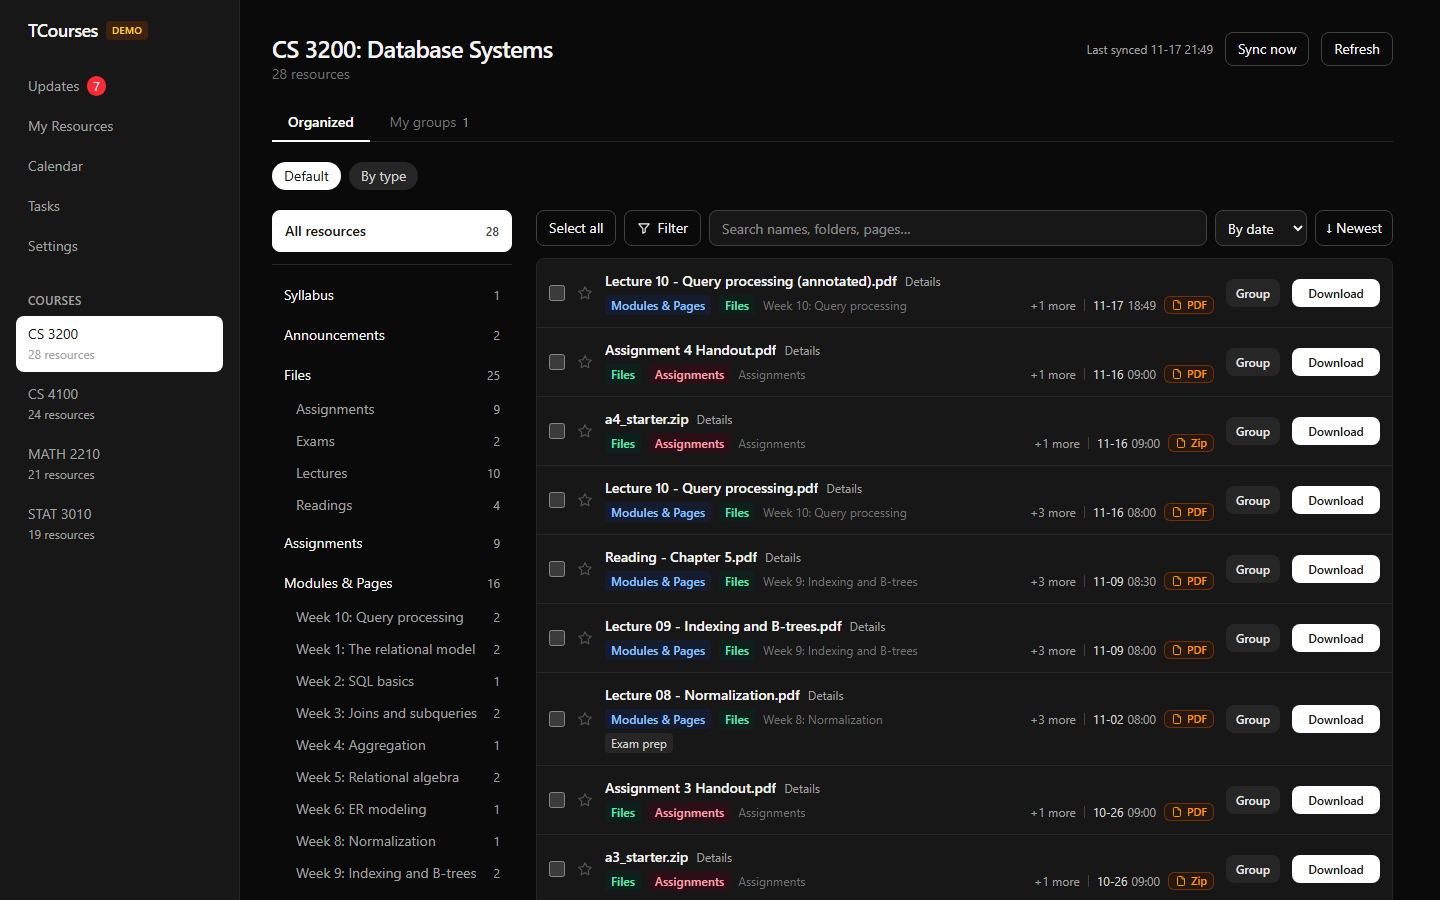 TCourses DEMO
Updates 7
My Resources
Calendar
Tasks
Settings
COURSES
CS 3200
28 resources
CS 4100
24 resources
MATH 2210
21 resources
STAT 3010
19 resources
CS 3200: Database Systems
28 resources
Last synced 11-17 21:49
Sync now
Refresh
Organized
My groups 1
Default
By type
All resources 28
Syllabus 1
Announcements 2
Files 25
Assignments 9
Exams 2
Lectures 10
Readings 4
Assignments 9
Modules & Pages 16
Week 10: Query processing 2
Week 1: The relational model 2
Week 2: SQL basics 1
Week 3: Joins and subqueries 2
Week 4: Aggregation 1
Week 5: Relational algebra 2
Week 6: ER modeling 1
Week 8: Normalization 1
Week 9: Indexing and B-trees 2
Select all
Filter
Search names, folders, pages...
By date
↓ Newest
Lecture 10 - Query processing (annotated).pdf Details
Modules & Pages Files Week 10: Query processing +1 more 11-17 18:49 PDF
Group Download
Assignment 4 Handout.pdf Details
Files Assignments Assignments +1 more 11-16 09:00 PDF
Group Download
a4_starter.zip Details
Files Assignments Assignments +1 more 11-16 09:00 Zip
Group Download
Lecture 10 - Query processing.pdf Details
Modules & Pages Files Week 10: Query processing +3 more 11-16 08:00 PDF
Group Download
Reading - Chapter 5.pdf Details
Modules & Pages Files Week 9: Indexing and B-trees +3 more 11-09 08:30 PDF
Group Download
Lecture 09 - Indexing and B-trees.pdf Details
Modules & Pages Files Week 9: Indexing and B-trees +3 more 11-09 08:00 PDF
Group Download
Lecture 08 - Normalization.pdf Details
Modules & Pages Files Week 8: Normalization +3 more 11-02 08:00 PDF
Exam prep
Group Download
Assignment 3 Handout.pdf Details
Files Assignments Assignments +1 more 10-26 09:00 PDF
Group Download
a3_starter.zip Details
Files Assignments Assignments +1 more 10-26 09:00 Zip
Group Download